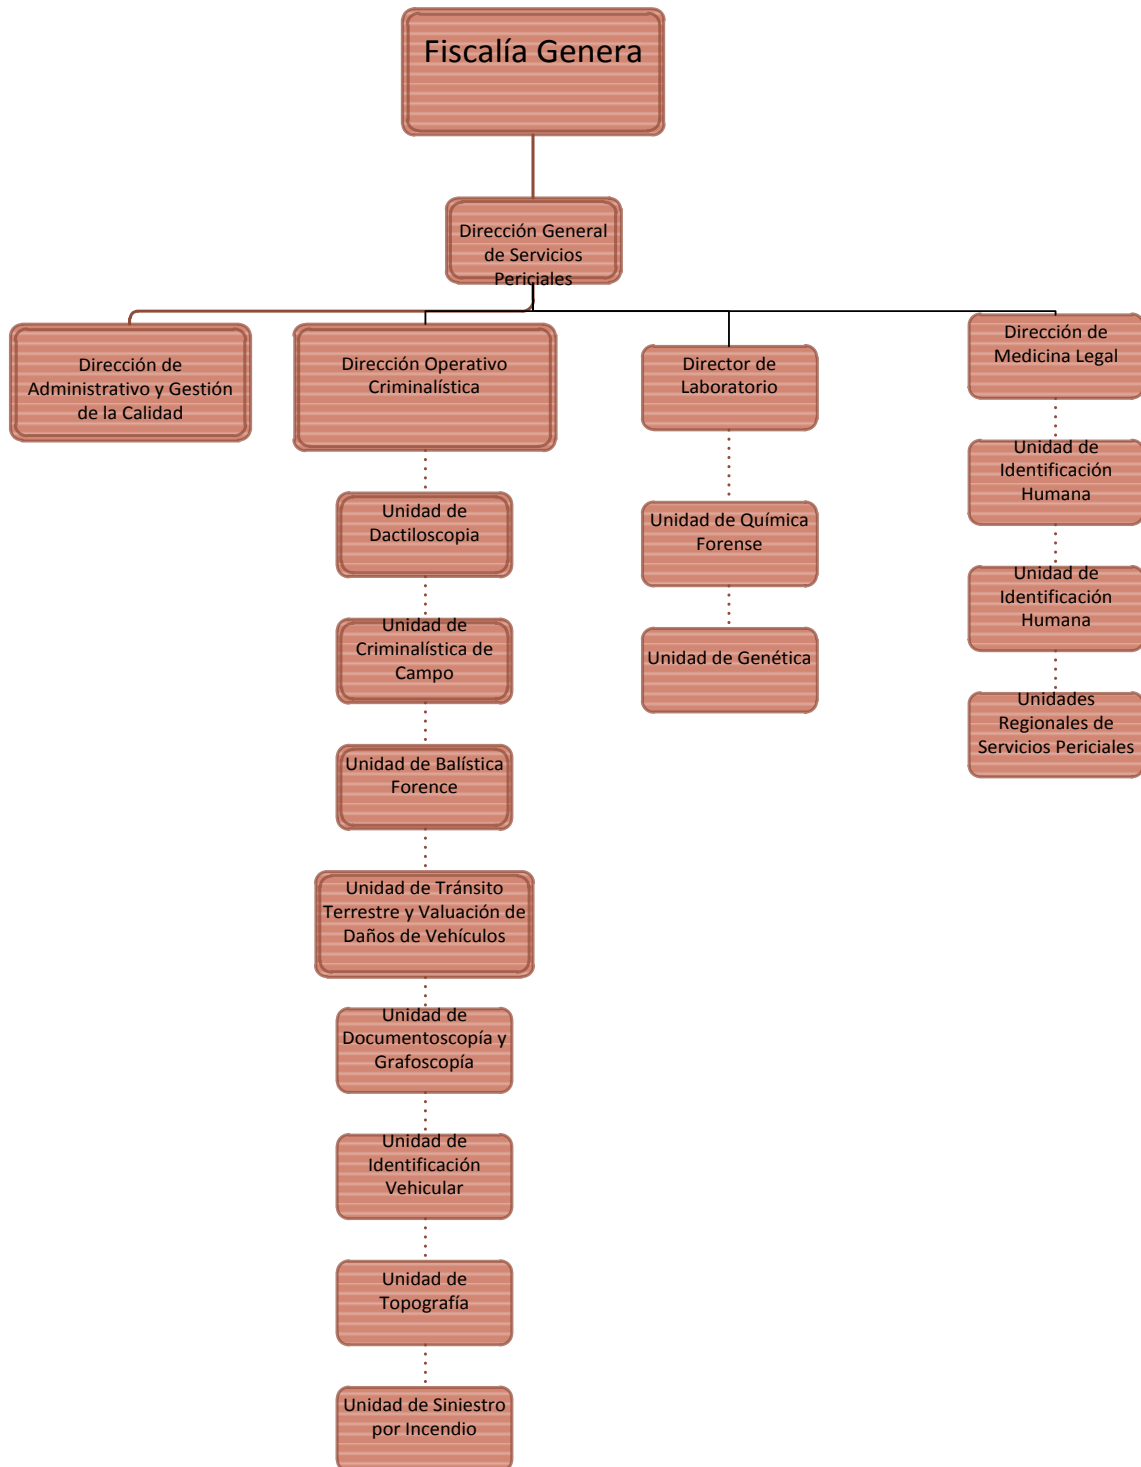 Fiscalía Genera
Dirección General
de Servicios
Periciales
Dirección de
Administrativo y Gestión
de la Calidad
Dirección Operativo
Criminalística
Director de
Laboratorio
Dirección de
Medicina Legal
Unidad de
Dactiloscopia
Unidad de
Criminalística de
Campo
Unidad de Balística
Forence
Unidad de Tránsito
Terrestre y Valuación de
Daños de Vehículos
Unidad de
Documentoscopía y
Grafoscopía
Unidad de
Identificación
Vehicular
Unidad de
Topografía
Unidad de Siniestro
por Incendio
Unidad de Química
Forense
Unidad de Genética
Unidad de
Identificación
Humana
Unidad de
Identificación
Humana
Unidades
Regionales de
Servicios Periciales